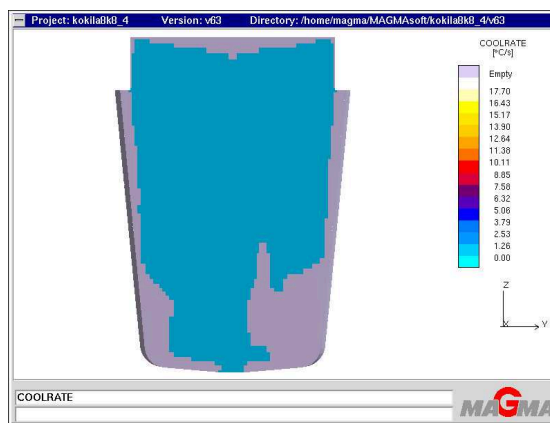 Project: kokila8k8_4 Version: v63 Directory: /home/magma/MAGMAsoft/kokila8k8_4/v63
COOLRATE
[°C/s]
Empty
17.70
16.43
15.17
13.90
12.64
11.38
10.11
8.85
7.58
6.32
5.06
3.79
2.53
1.26
0.00
Z
X
Y
COOLRATE
MAGMA